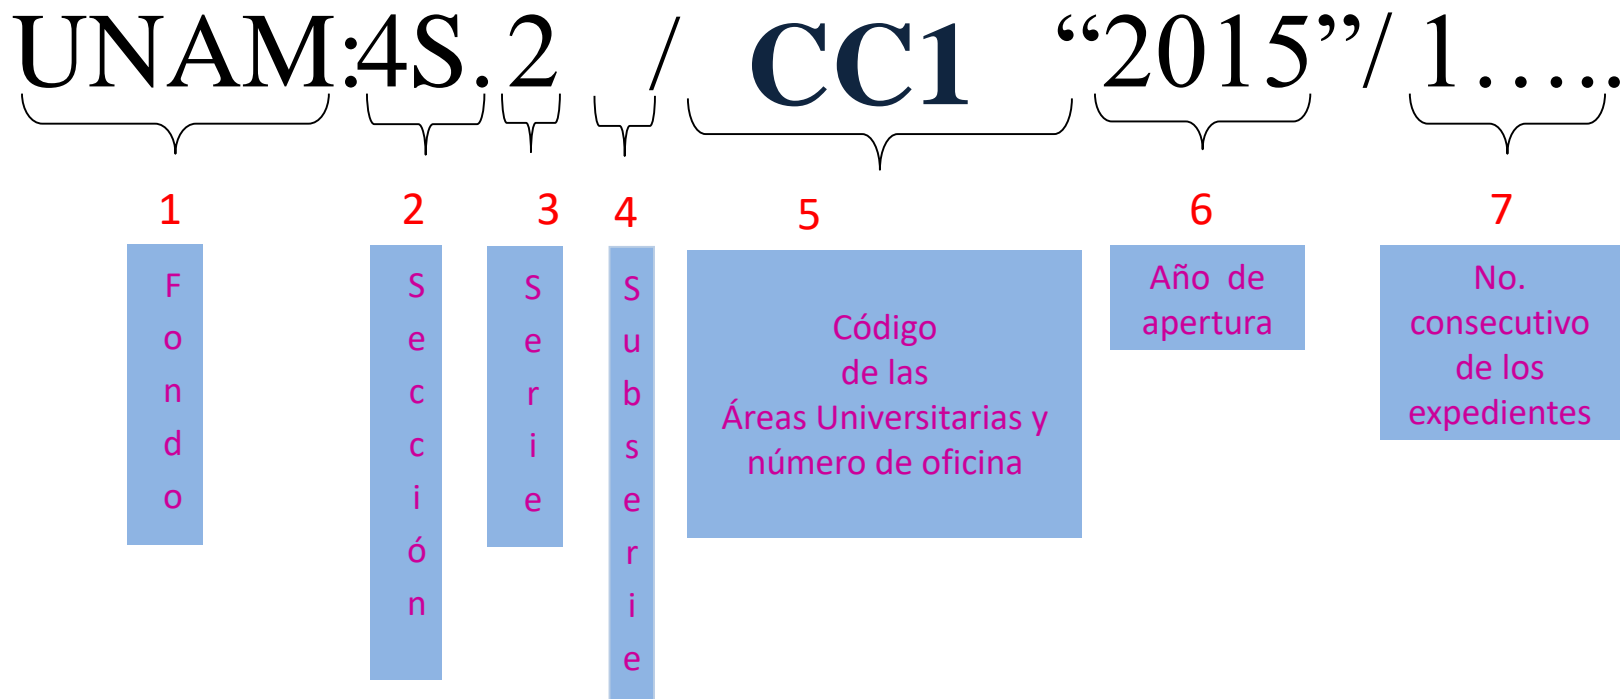 UNAM:4S.2 / CC1 “2015”/ 1…..
1 2 3 4 5 6 7
Fondo
Sección
Serie
Subserie
Código
de las
Áreas Universitarias y
número de oficina
Año de
apertura
No.
consecutivo
de los
expedientes